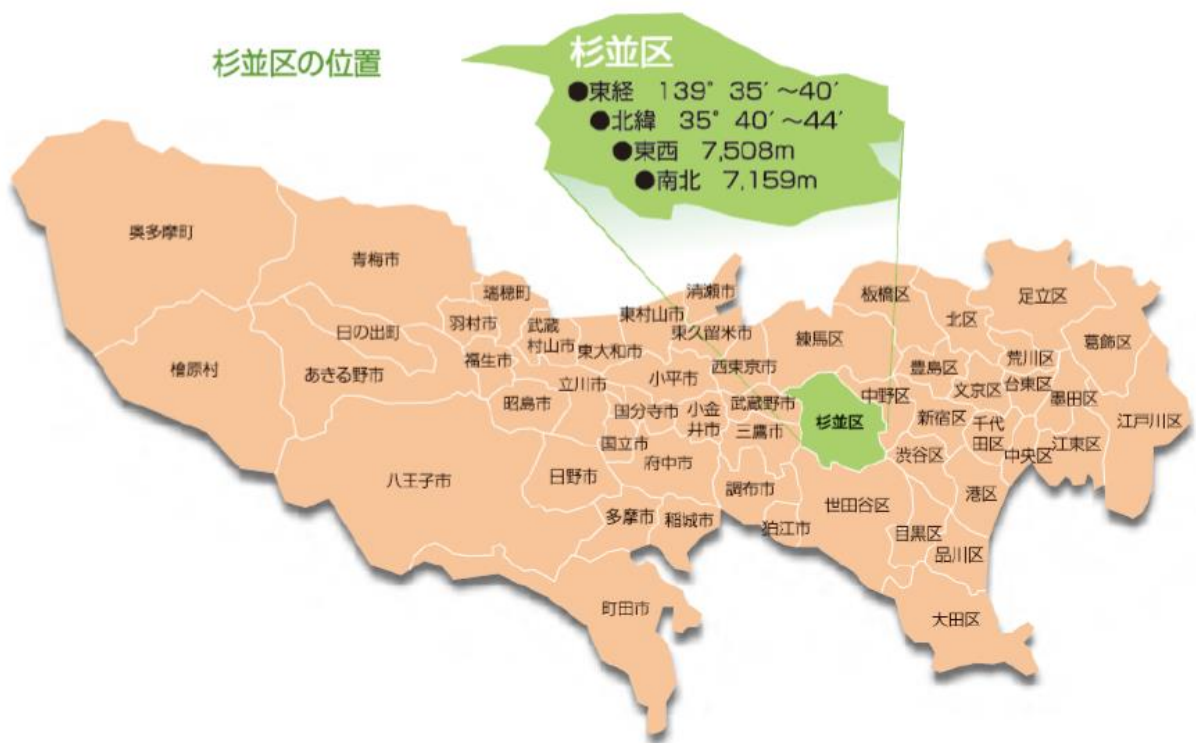 杉並区の位置
杉並区
●東経 139° 35′ ～40′
●北緯 35° 40′ ～44′
●東西 7,508m
●南北 7,159m
奥多摩町
青梅市
瑞穂町
羽村市
日の出町
福生市
檜原村
あきる野市
昭島市
武蔵
村山市
東大和市
立川市
東村山市
清瀬市
東久留米市
西東京市
小平市
国分寺市
小金
井市
武蔵野市
三鷹市
国立市
府中市
八王子市
日野市
調布市
多摩市
稲城市
狛江市
町田市
板橋区
練馬区
北区
足立区
葛飾区
荒川区
豊島区
文京区
台東区
墨田区
中野区
杉並区
新宿区
千代
田区
江戸川区
渋谷区
中央区
江東区
世田谷区
港区
目黒区
品川区
大田区